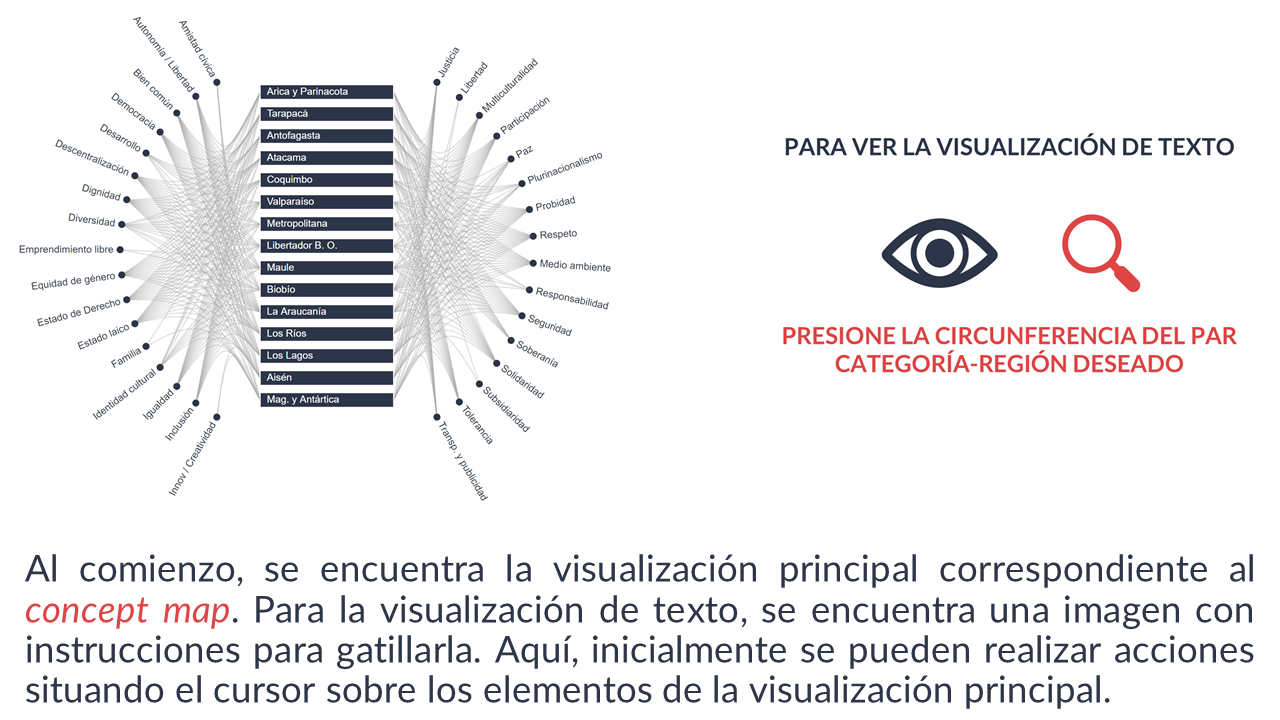 Amistad cívica
Autonomía / Libertad
Bien común
Democracia
Desarrollo
Descentralización
Dignidad
Diversidad
Emprendimiento libre
Equidad de género
Estado de Derecho
Estado laico
Familia
Identidad cultural
Igualdad
Inclusión
Innov / Creatividad
Arica y Parinacota
Tarapacá
Antofagasta
Atacama
Coquimbo
Valparaíso
Metropolitana
Libertador B. O.
Maule
Biobío
La Araucanía
Los Ríos
Los Lagos
Aisén
Mag. y Antártica
Justicia
Libertad
Multiculturalidad
Participación
Paz
Plurinacionalismo
Probidad
Respeto
Medio ambiente
Responsabilidad
Seguridad
Soberanía
Solidaridad
Subsidiaridad
Tolerancia
Transp. y publicidad
PARA VER LA VISUALIZACIÓN DE TEXTO
PRESIONE LA CIRCUNFERENCIA DEL PAR
CATEGORÍA-REGIÓN DESEADO
Al comienzo, se encuentra la visualización principal correspondiente al
concept map. Para la visualización de texto, se encuentra una imagen con
instrucciones para gatillarla. Aquí, inicialmente se pueden realizar acciones
situando el cursor sobre los elementos de la visualización principal.